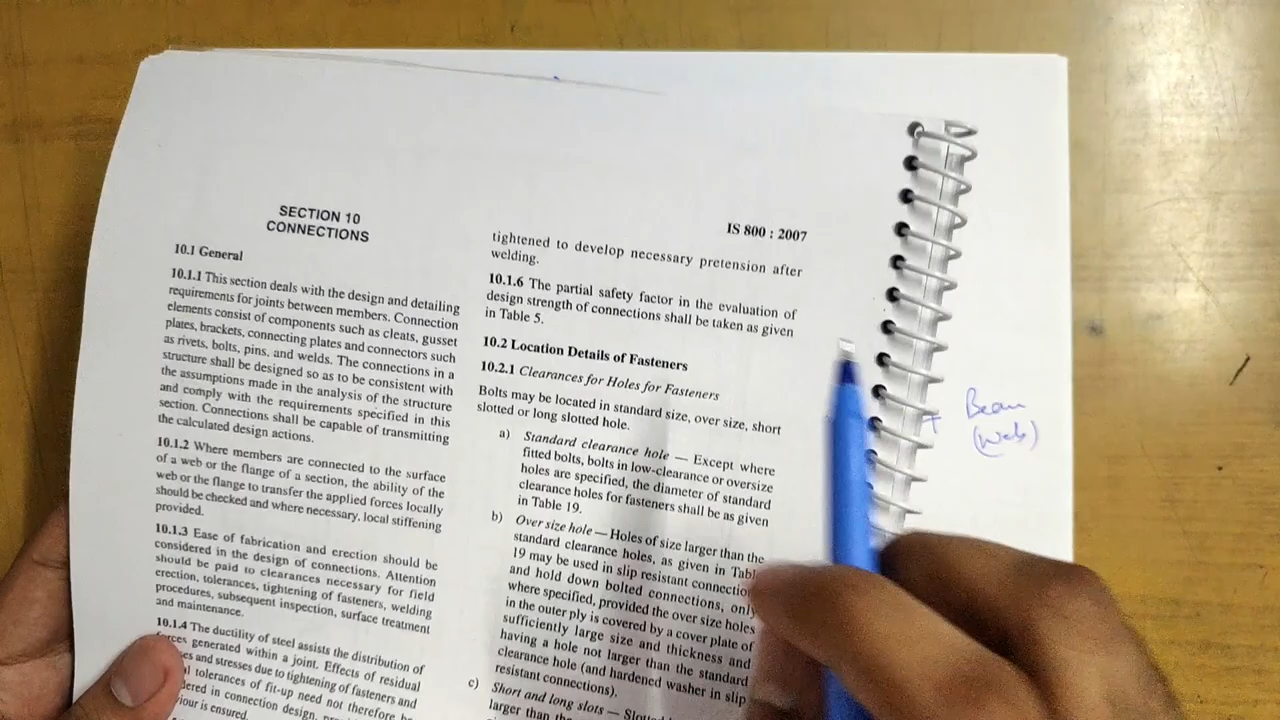 SECTION 10
CONNECTIONS
10.1 General
10.1.1 This section deals with the design and detailing
requirements for joints between members. Connection
elements consist of components such as cleats, gusset
plates, brackets, connecting plates and connectors such
as rivets, bolts, pins, and welds. The connections in a
structure shall be designed so as to be consistent with
the assumptions made in the analysis of the structure
and comply with the requirements specified in this
section. Connections shall be capable of transmitting
the calculated design actions.
10.1.2 Where members are connected to the surface
of a web or the flange of a section, the ability of the
web or the flange to transfer the applied forces locally
should be checked and where necessary, local stiffening
provided.
10.1.3 Ease of fabrication and erection should be
considered in the design of connections. Attention
should be paid to clearances necessary for field
erection, tolerances, tightening of fasteners, welding
procedures, subsequent inspection, surface treatment
and maintenance.
10.1.4 The ductility of steel assists the distribution of
generated within a joint. Effects of residual
and stresses due to tightening of fasteners and
tolerances of fit-up need not therefore
in connection design,
is ensured.
IS 800 : 2007
tightened to develop necessary pretension after
welding.
10.1.6 The partial safety factor in the evaluation of
design strength of connections shall be taken as given
in Table 5.
10.2 Location Details of Fasteners
10.2.1 Clearances for Holes for Fasteners
Bolts may be located in standard size, over size, short
slotted or long slotted hole.
a) Standard clearance hole — Except where
fitted bolts, bolts in low-clearance or oversize
holes are specified, the diameter of standard
clearance holes for fasteners shall be as given
in Table 19.
b) Over size hole — Holes of size larger than the
standard clearance holes, as given in
19 may be used in slip resistant
and hold down bolted connections, only
where specified, provided the over size holes
in the outer ply is covered by a cover plate of
sufficiently large size and thickness and
having a hole not larger than the standard
clearance hole (and hardened washer in slip
resistant connections).
c) Short and long slots —
larger than
Beam
(Web)